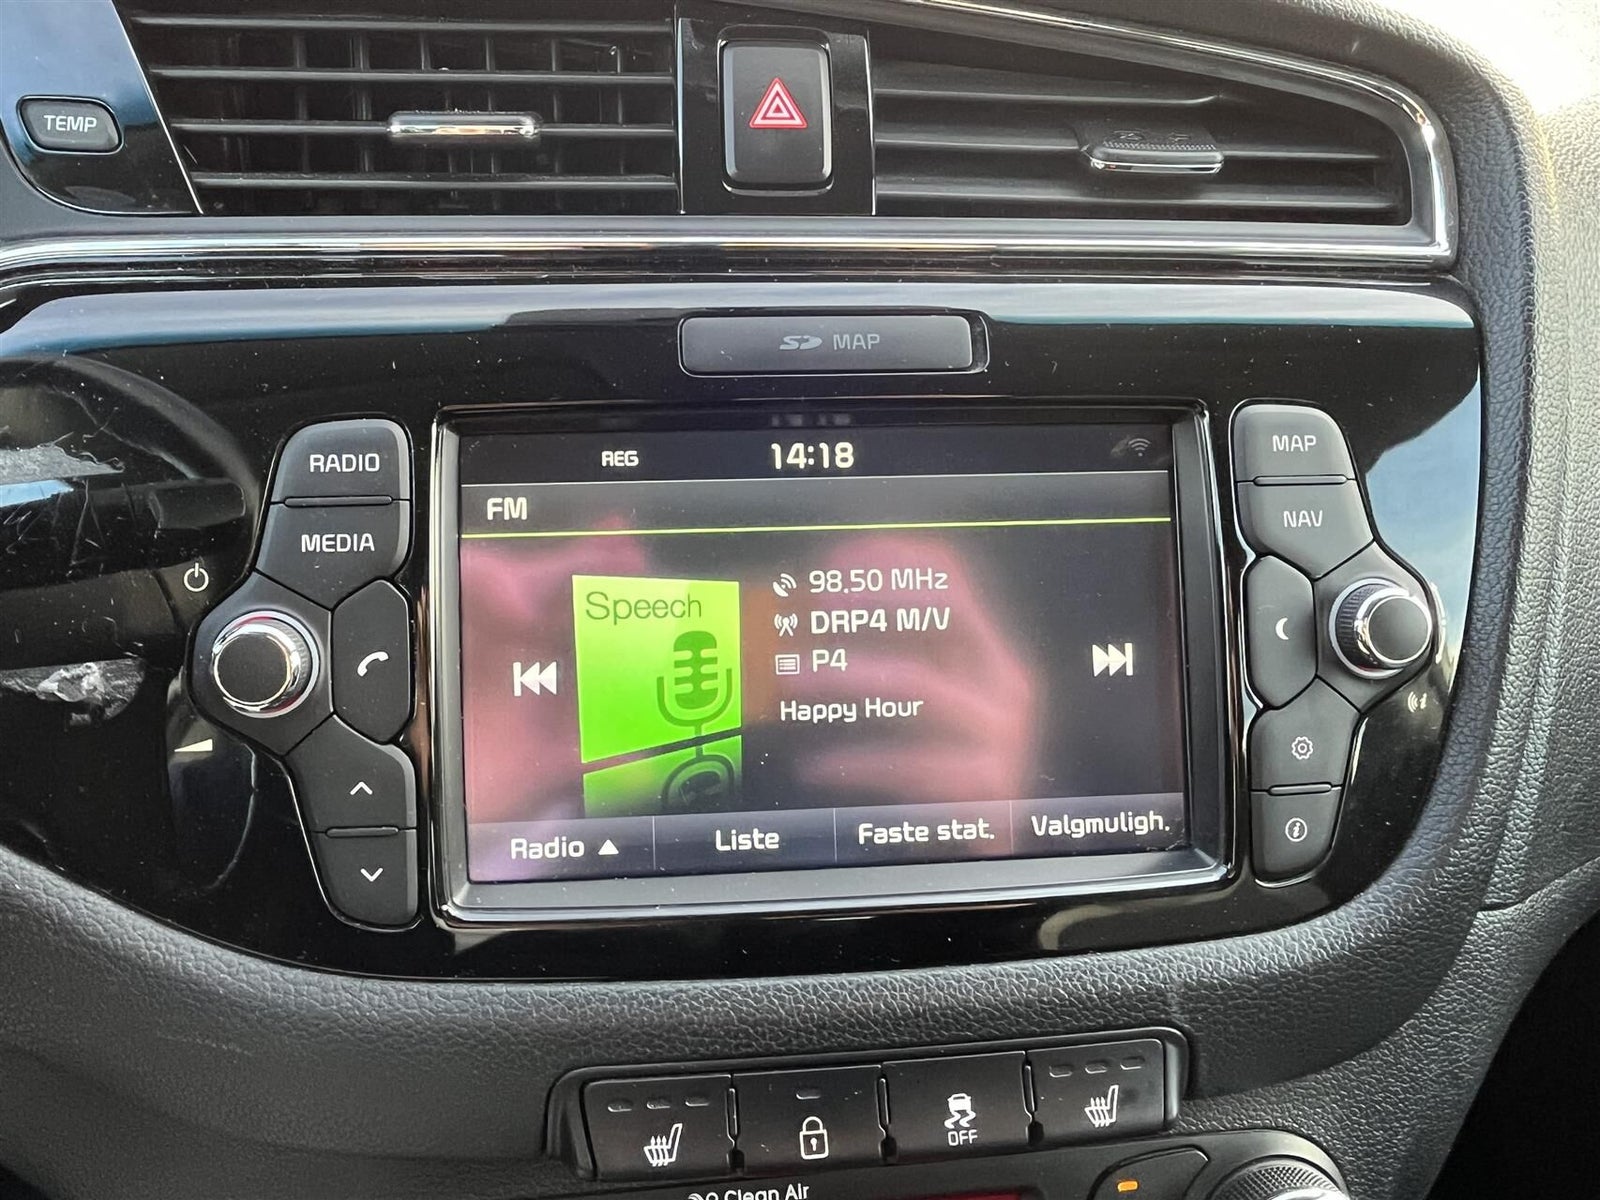 TEMP
SD MAP
RADIO
MEDIA
REG 14:18
FM
Speech
98.50 MHz
DRP4 M/V
P4
Happy Hour
Radio ▲
Liste
Faste stat.
Valgmuligh.
MAP
NAV
OFF
Clean Air